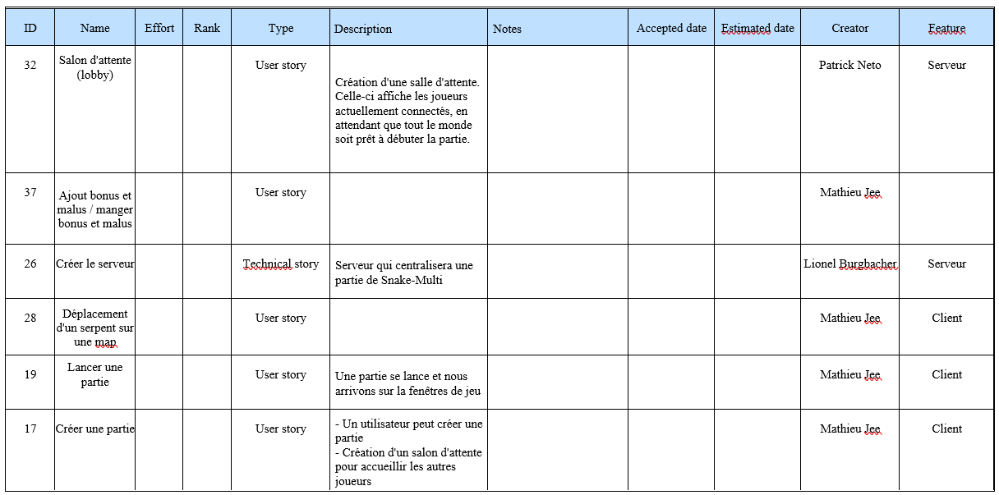 ID Name Effort Rank Type Description Notes Accepted date Estimated date Creator Feature
32 Salon d'attente User story Patrick Neto Serveur
(lobby)
Création d'une salle d'attente.
Celle-ci affiche les joueurs
actuellement connectés, en
attendant que tout le monde
soit prêt à débuter la partie.
37 User story Mathieu Jee
Ajout bonus et
malus / manger
bonus et malus
26 Créer le serveur Technical story Serveur qui centralisera une Lionel Burgbacher Serveur
partie de Snake-Multi
28 Déplacement User story Mathieu Jee Client
d'un serpent sur
une map
19 Lancer une User story Une partie se lance et nous Mathieu Jee Client
partie arrivons sur la fenêtres de jeu
17 Créer une partie User story - Un utilisateur peut créer une Mathieu Jee Client
partie
- Création d'un salon d'attente
pour accueillir les autres
joueurs